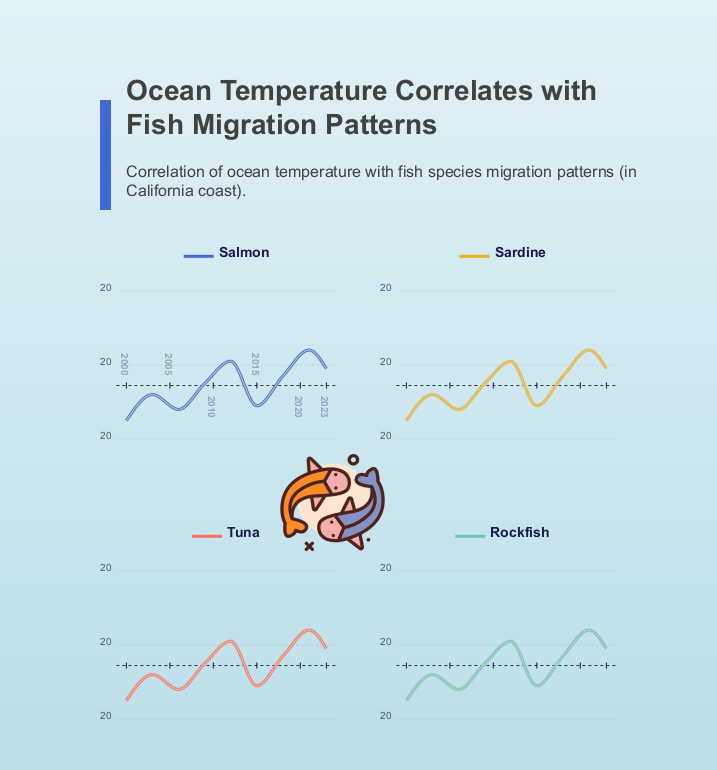 Ocean Temperature Correlates with
Fish Migration Patterns
Correlation of ocean temperature with fish species migration patterns (in
California coast).
Salmon
20
20
20
2000
2005
2010
2015
2020
2023
Sardine
20
20
20
Tuna
20
20
20
Rockfish
20
20
20